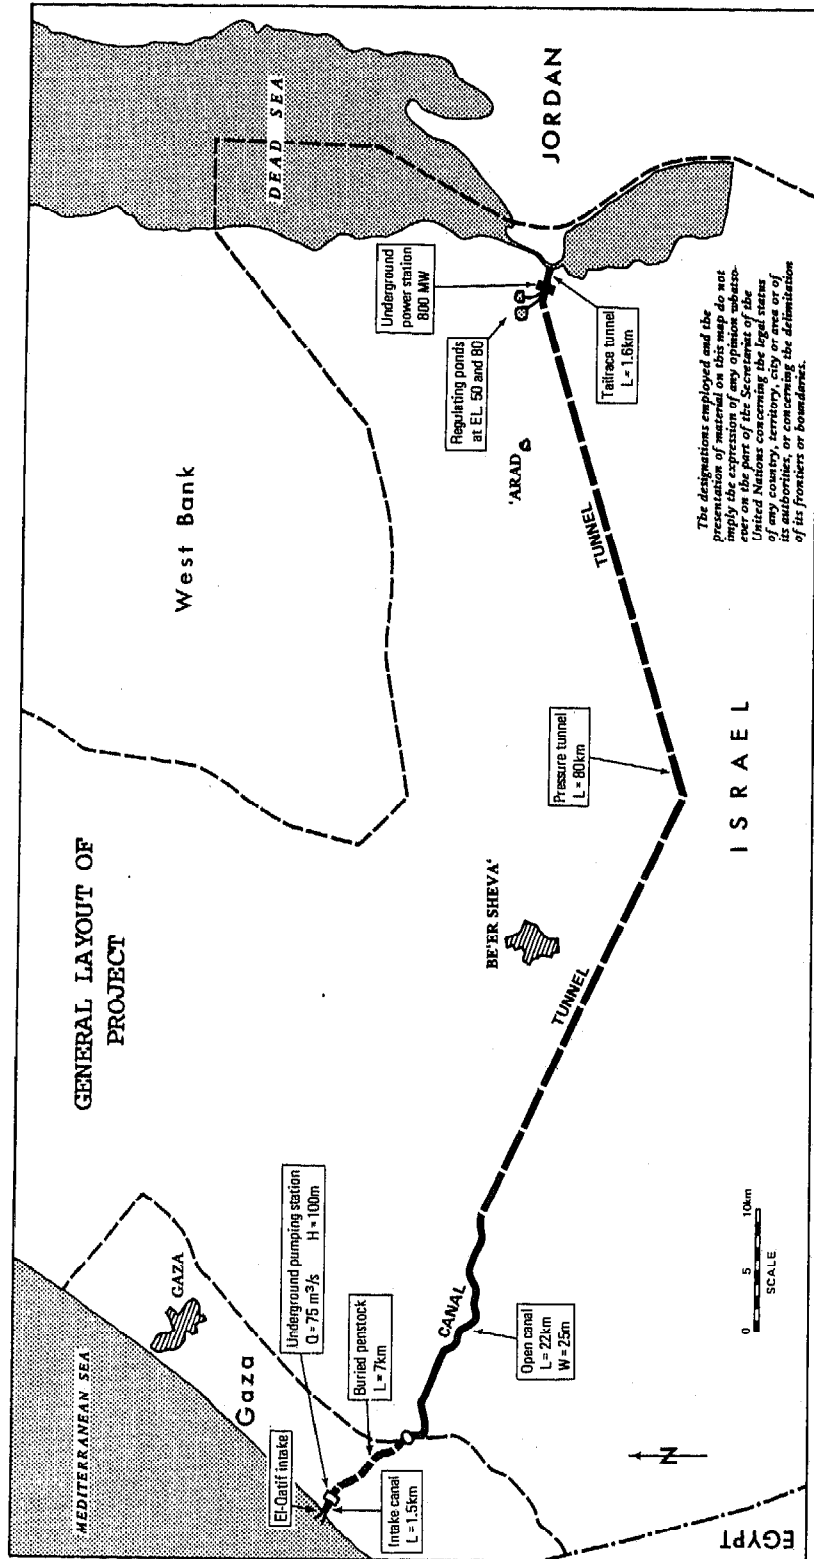 GENERAL LAYOUT OF
PROJECT
MEDITERRANEAN SEA
GAZA
Gaza
El-Qatif intake
Underground pumping station
Q=75 m³/s H=100m
Buried penstock
L = 7km
Intake canal
L = 1.5km
CANAL
Open canal
L = 22km
W = 25m
EGYPT
N
0 5 10km
SCALE
TUNNEL
BE'ER SHEVA'
Pressure tunnel
L = 80km
ISRAEL
West Bank
TUNNEL
'ARAD
Regulating ponds
at EL. 50 and 80
Underground
power station
800 MW
Tailrace tunnel
L = 1.6km
DEAD SEA
JORDAN
The designations employed and the
presentation of material on this map do not
imply the expression of any opinion whatso-
ever on the part of the Secretariat of the
United Nations concerning the legal status
of any country, territory, city or area or of
its authorities, or concerning the delimitation
of its frontiers or boundaries.